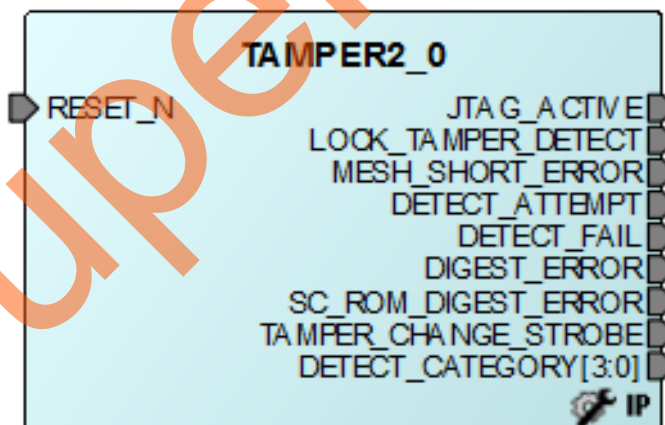 TAMPER2_0
RESET_N
JTAG_ACTIVE
LOCK_TAMPER_DETECT
MESH_SHORT_ERROR
DETECT_ATTEMPT
DETECT_FAIL
DIGEST_ERROR
SC_ROM_DIGEST_ERROR
TAMPER_CHANGE_STROBE
DETECT_CATEGORY[3:0]
IP